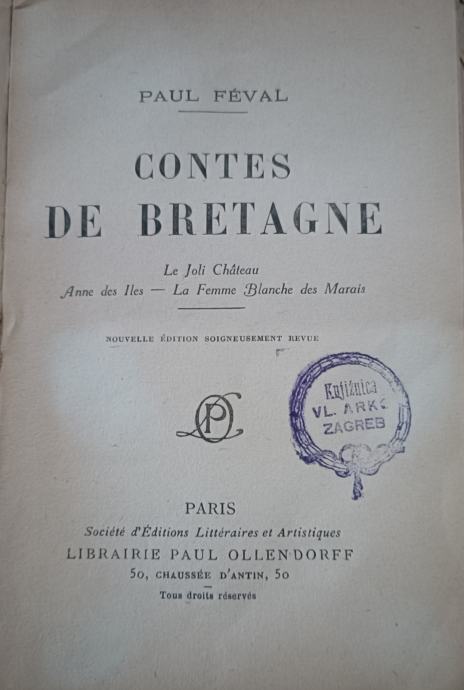 PAUL FÉVAL
CONTES
DE BRETAGNE
Le Joli Château
Anne des Iles — La Femme Blanche des Marais
NOUVELLE ÉDITION SOIGNEUSEMENT REVUE
Knjižnica
VL. ARKO
ZAGREB
PARIS
Société d'Éditions Littéraires et Artistiques
LIBRAIRIE PAUL OLLENDORFF
50, CHAUSSÉE D'ANTIN, 50
Tous droits réservés